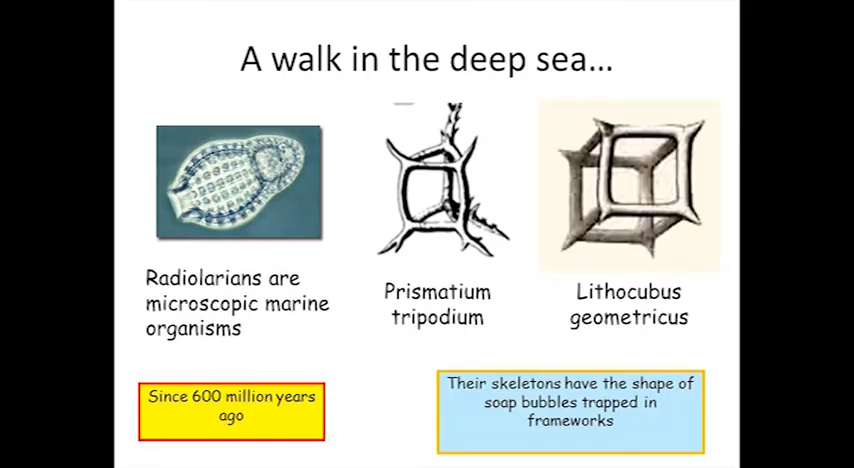 A walk in the deep sea...
Radiolarians are
microscopic marine
organisms
Prismatium
tripodium
Lithocubus
geometricus
Since 600 million years
ago
Their skeletons have the shape of
soap bubbles trapped in
frameworks